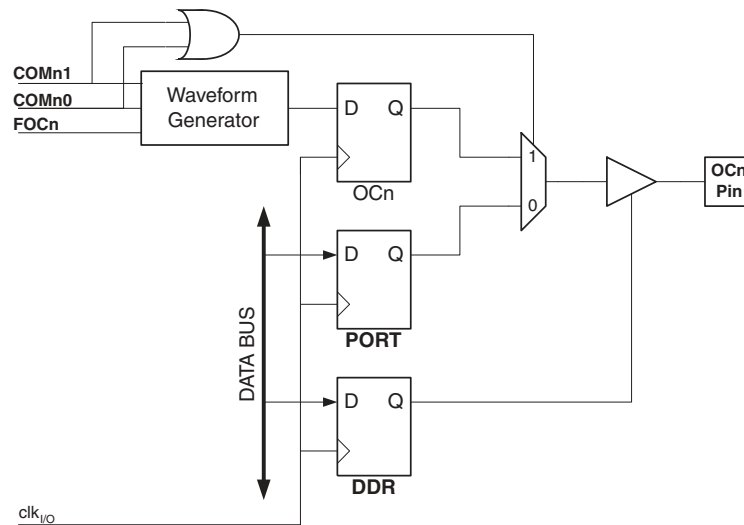 COMn1
COMn0
FOCn
Waveform
Generator
D Q
OCn
1
0
OCn
Pin
D Q
PORT
DATA BUS
D Q
DDR
clkI/O